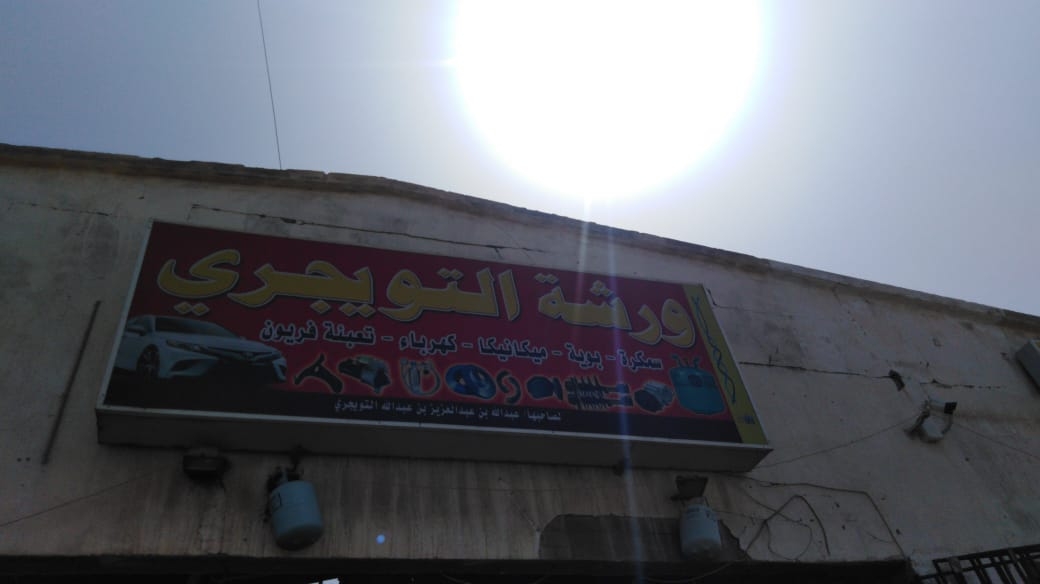 ورشة التويجري
سمكرة - بوية - ميكانيكا - كهرباء - تعبئة فريون
لصاحبها / عبدالله بن عبدالعزيز بن عبدالله التويجري